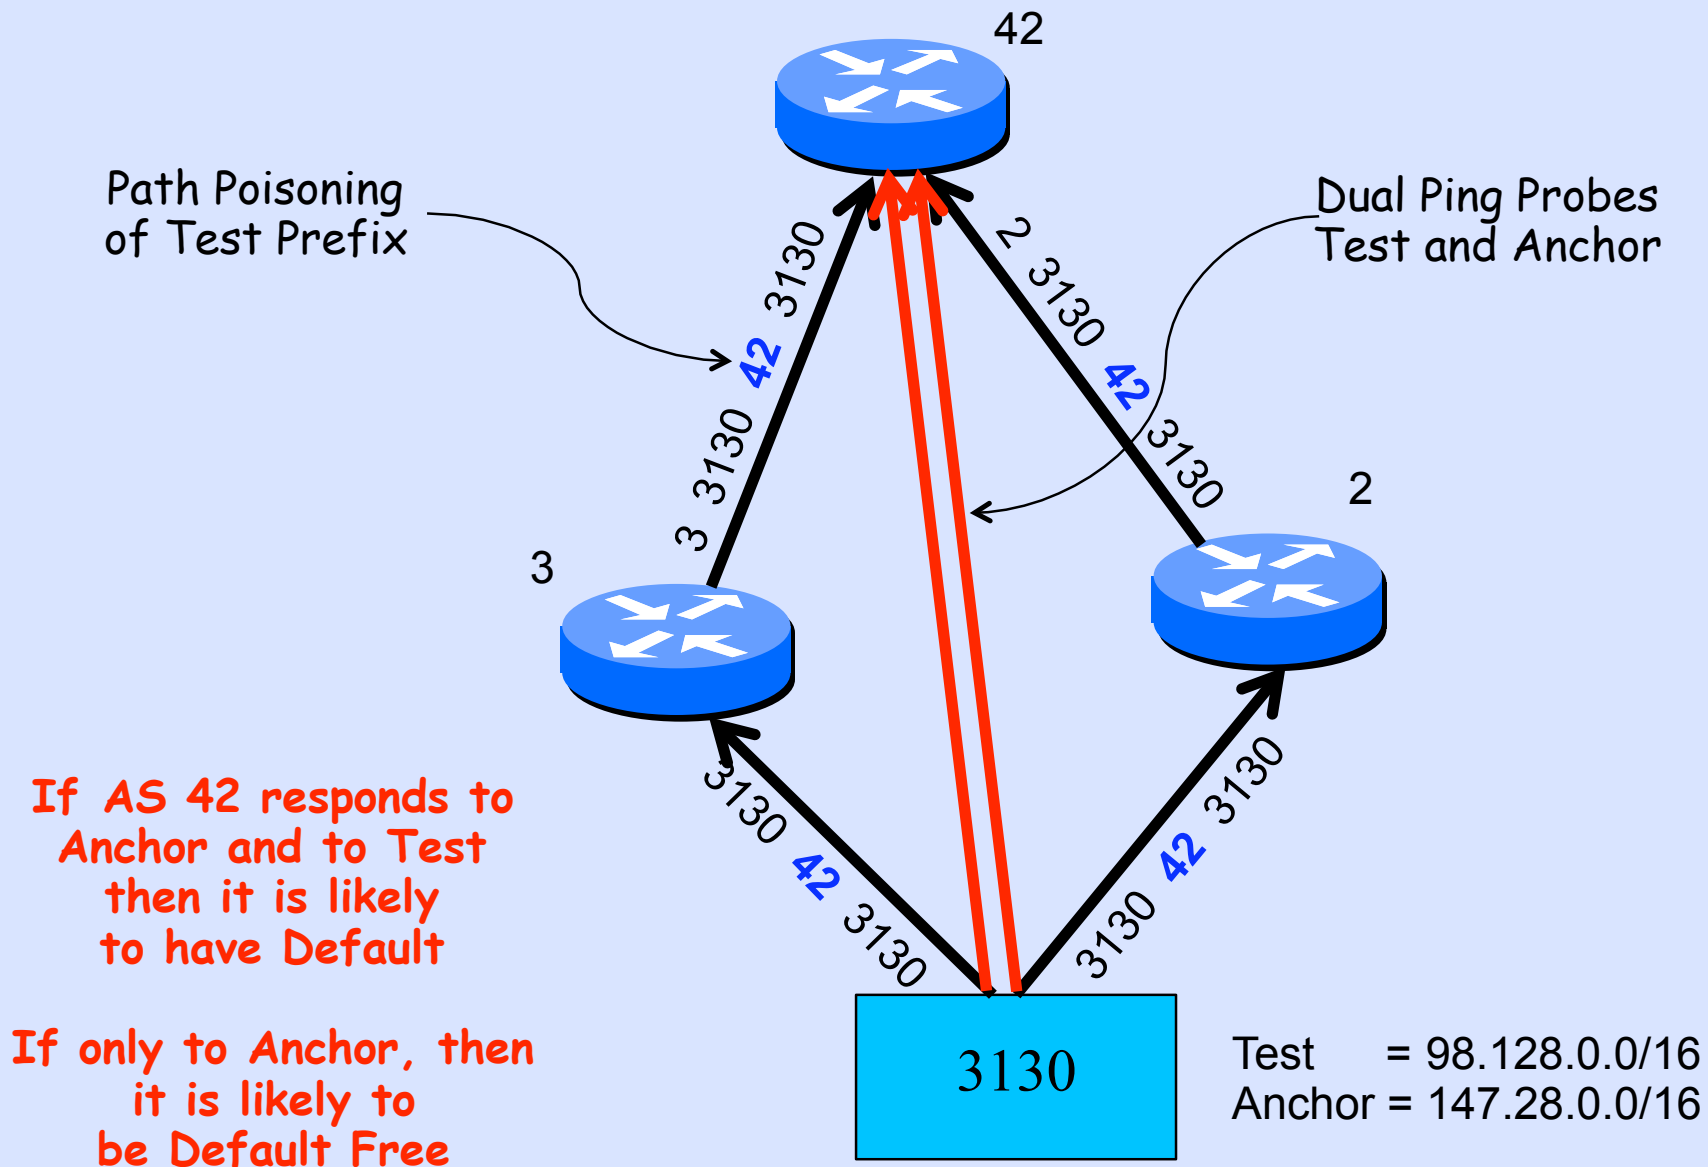 42
Path Poisoning
of Test Prefix
Dual Ping Probes
Test and Anchor
3 3130 42 3130
2 3130 42 3130
3
2
3130 42 3130
3130 42 3130
If AS 42 responds to
Anchor and to Test
then it is likely
to have Default
If only to Anchor, then
it is likely to
be Default Free
3130
Test = 98.128.0.0/16
Anchor = 147.28.0.0/16